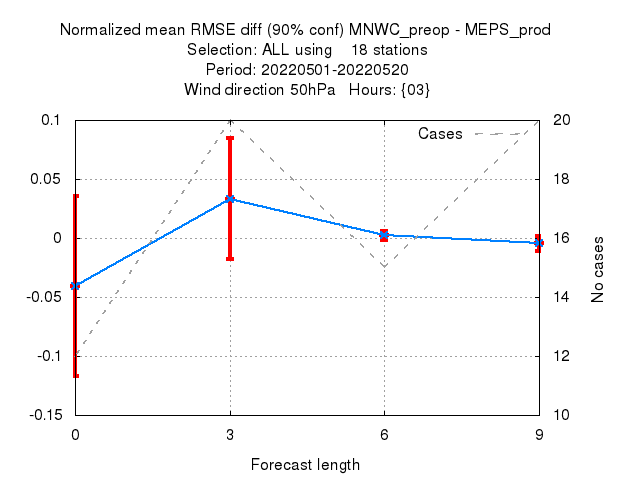 Normalized mean RMSE diff (90% conf) MNWC_preop - MEPS_prod
Selection: ALL using    18 stations
Period: 20220501-20220520
Wind direction 50hPa   Hours: {03}
Cases
0.1
0.05
0
-0.05
-0.1
-0.15
20
18
16
14
12
10
No cases
0 3 6 9
Forecast length